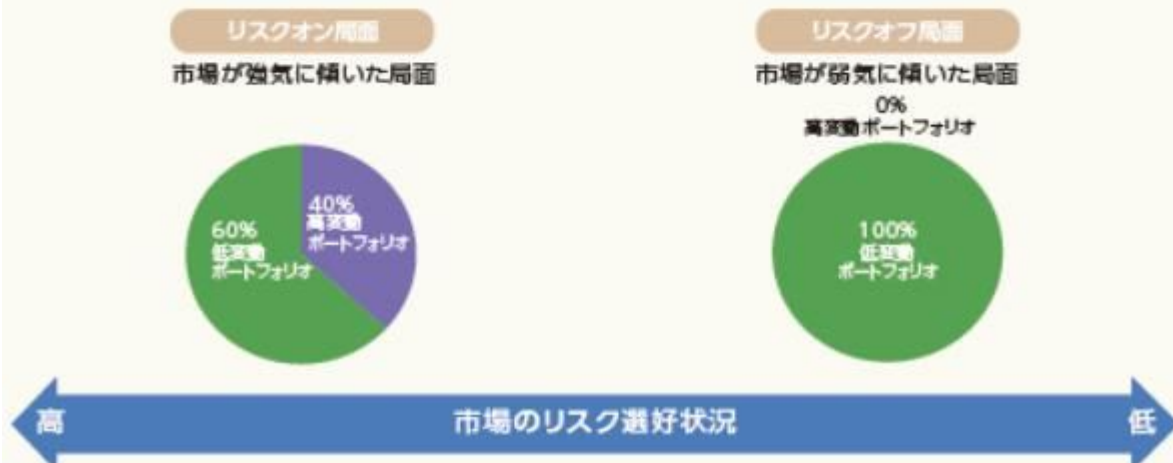 リスクオン局面
市場が強気に傾いた局面
60%
低変動
ポートフォリオ
40%
高変動
ポートフォリオ
リスクオフ局面
市場が弱気に傾いた局面
0%
高変動ポートフォリオ
100%
低変動
ポートフォリオ
高
市場のリスク選好状況
低